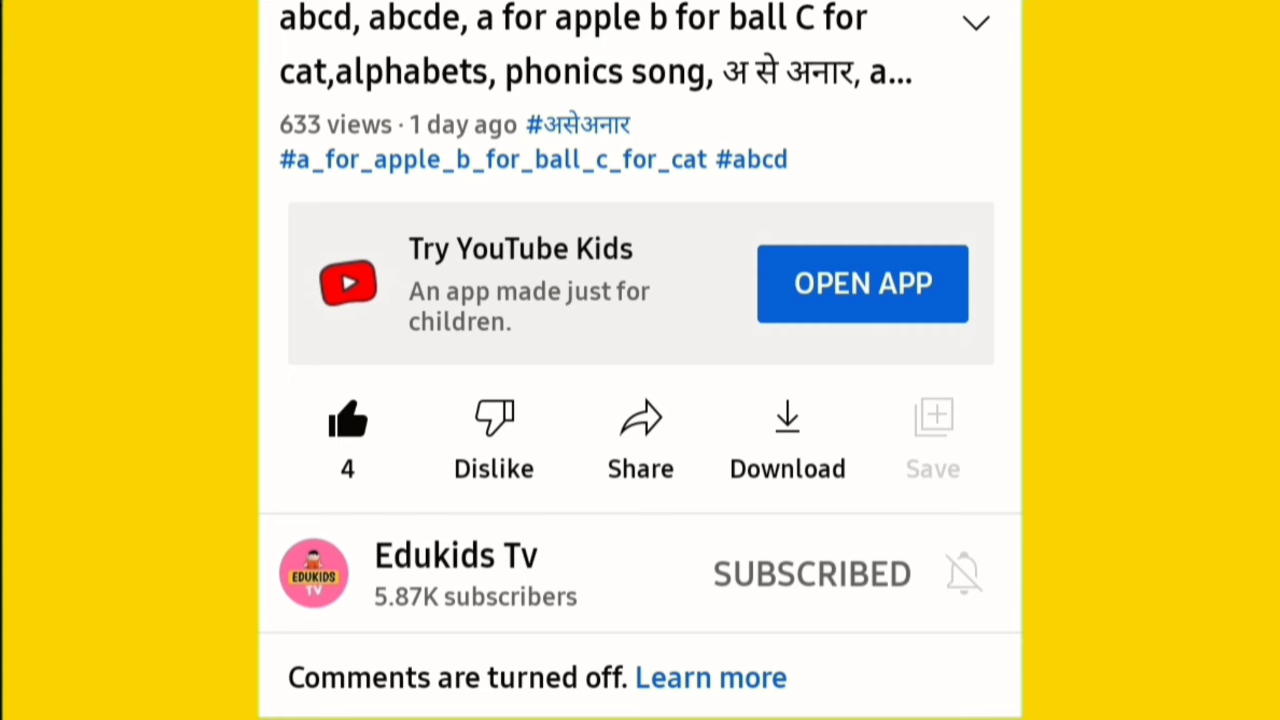 abcd, abcde, a for apple b for ball C for
cat,alphabets, phonics song, अ से अनार, a...
633 views · 1 day ago #असेअनार
#a_for_apple_b_for_ball_c_for_cat #abcd
Try YouTube Kids
An app made just for
children.
OPEN APP
4
Dislike
Share
Download
Save
EDUKIDS
TV
Edukids Tv
5.87K subscribers
SUBSCRIBED
Comments are turned off. Learn more